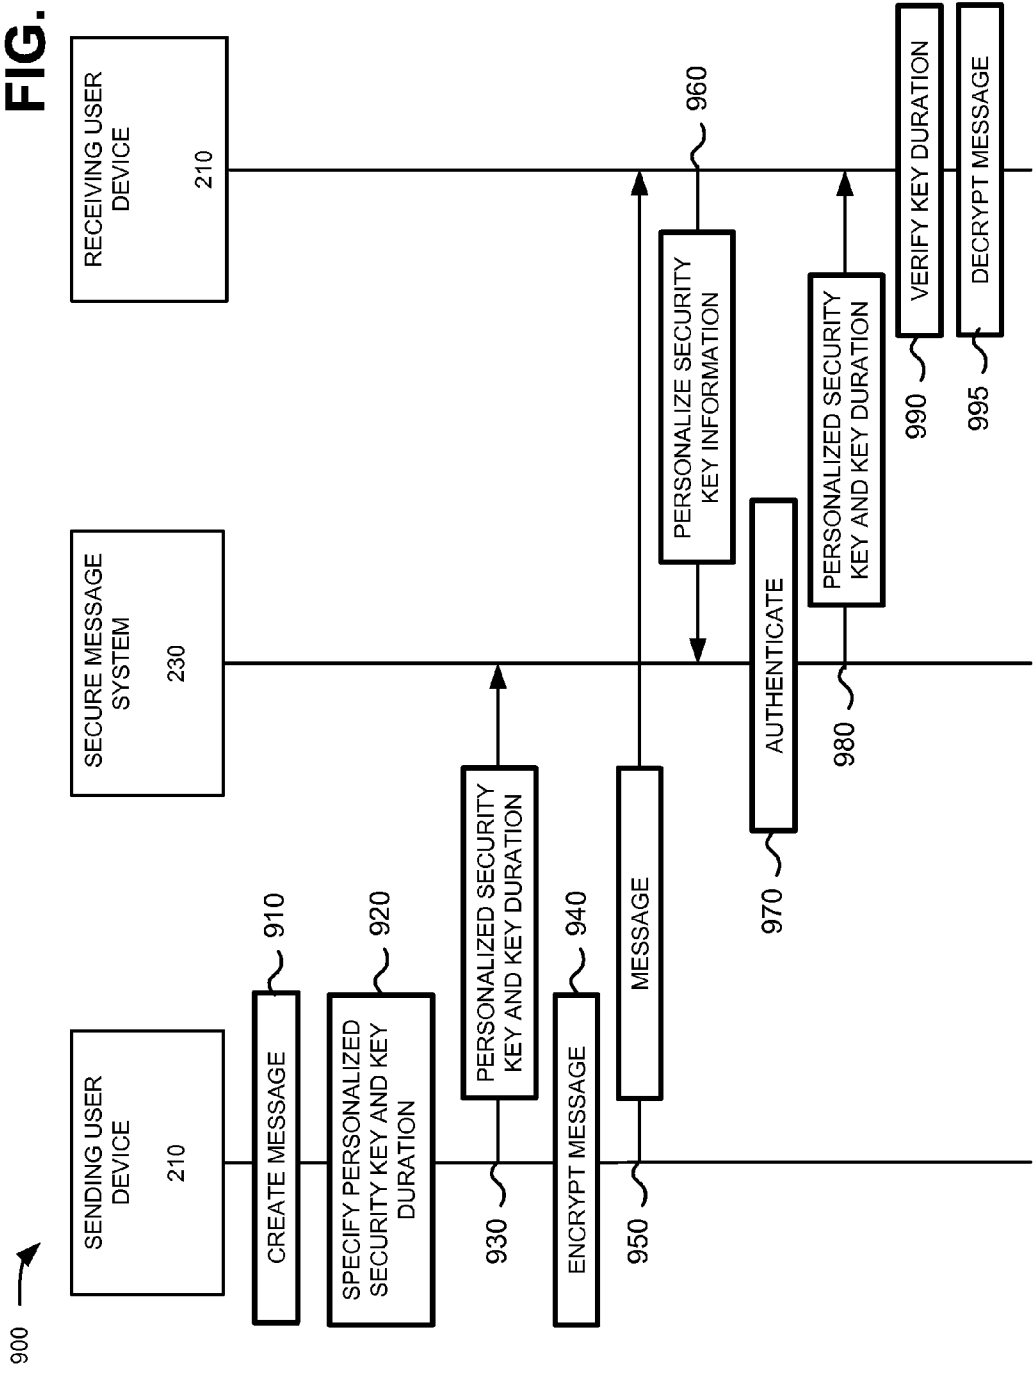 FIG.
900
SENDING USER
DEVICE
210
SECURE MESSAGE
SYSTEM
230
RECEIVING USER
DEVICE
210
CREATE MESSAGE
910
SPECIFY PERSONALIZED
SECURITY KEY AND KEY
DURATION
920
PERSONALIZED SECURITY
KEY AND KEY DURATION
930
ENCRYPT MESSAGE
940
MESSAGE
950
PERSONALIZE SECURITY
KEY INFORMATION
960
AUTHENTICATE
970
PERSONALIZED SECURITY
KEY AND KEY DURATION
980
VERIFY KEY DURATION
990
DECRYPT MESSAGE
995